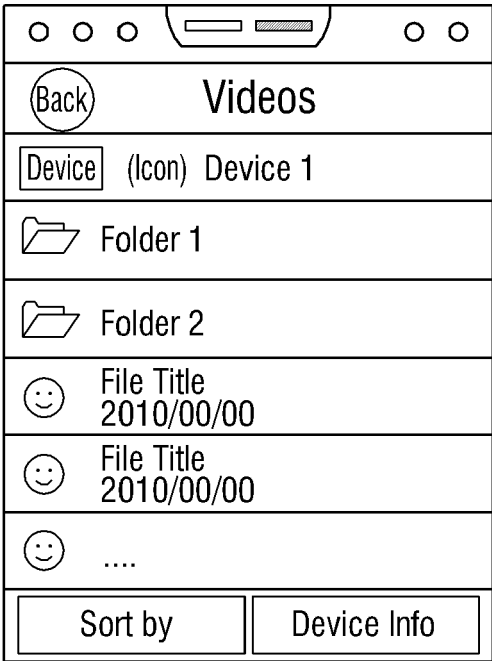 Back Videos
Device (Icon) Device 1
Folder 1
Folder 2
File Title
2010/00/00
File Title
2010/00/00
....
Sort by Device Info